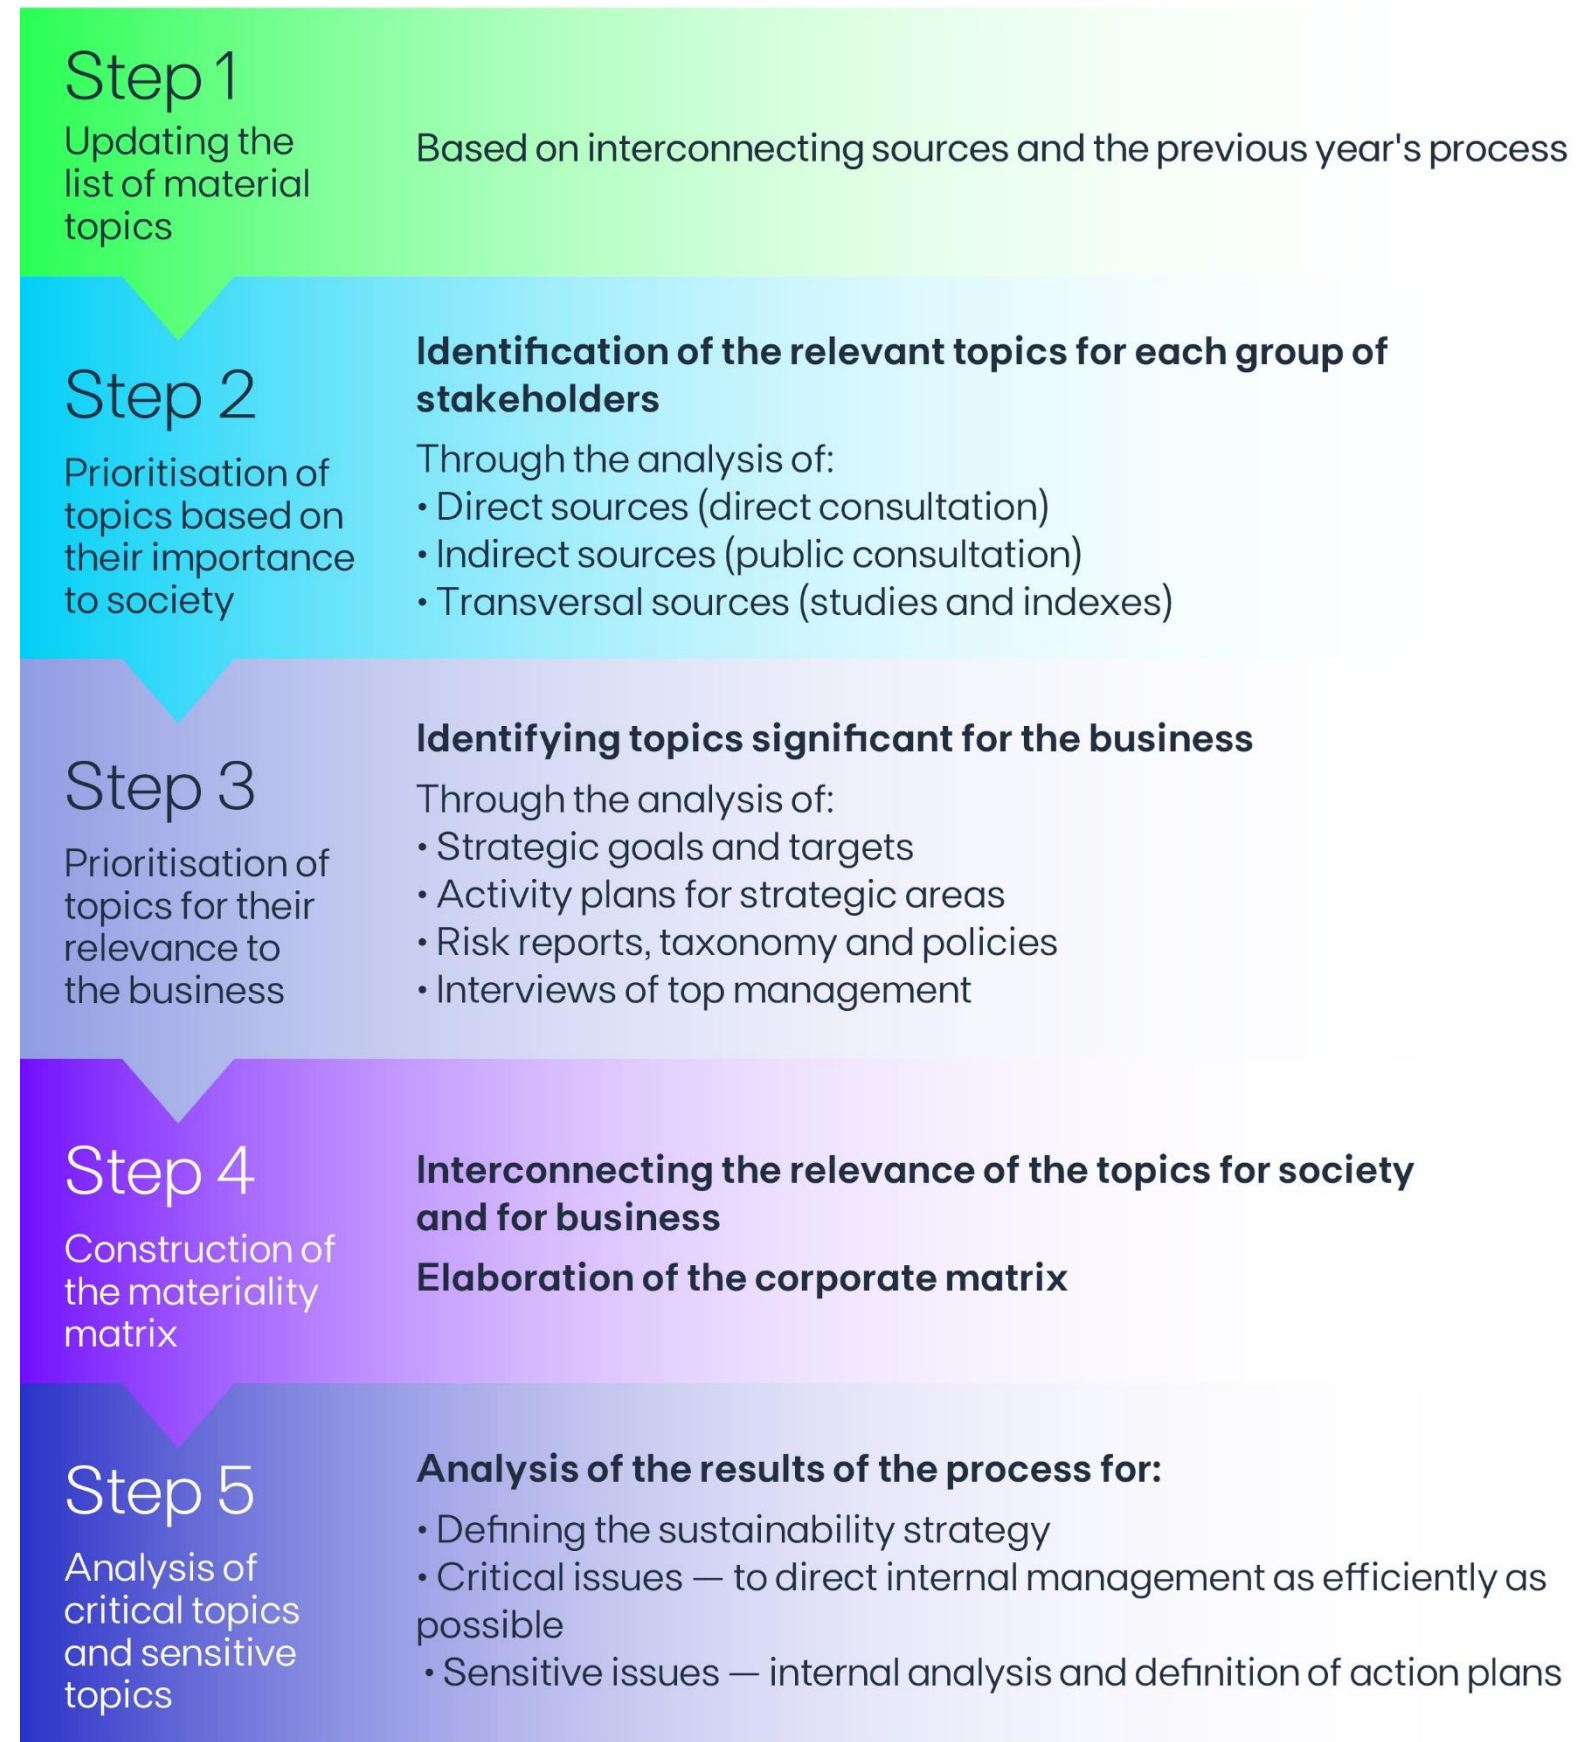 Step 1
Updating the
list of material
topics
Based on interconnecting sources and the previous year's process
Step 2
Prioritisation of
topics based on
their importance
to society
Identification of the relevant topics for each group of
stakeholders
Through the analysis of:
• Direct sources (direct consultation)
• Indirect sources (public consultation)
• Transversal sources (studies and indexes)
Step 3
Prioritisation of
topics for their
relevance to
the business
Identifying topics significant for the business
Through the analysis of:
• Strategic goals and targets
• Activity plans for strategic areas
• Risk reports, taxonomy and policies
• Interviews of top management
Step 4
Construction of
the materiality
matrix
Interconnecting the relevance of the topics for society
and for business
Elaboration of the corporate matrix
Step 5
Analysis of
critical topics
and sensitive
topics
Analysis of the results of the process for:
• Defining the sustainability strategy
• Critical issues — to direct internal management as efficiently as
possible
• Sensitive issues — internal analysis and definition of action plans